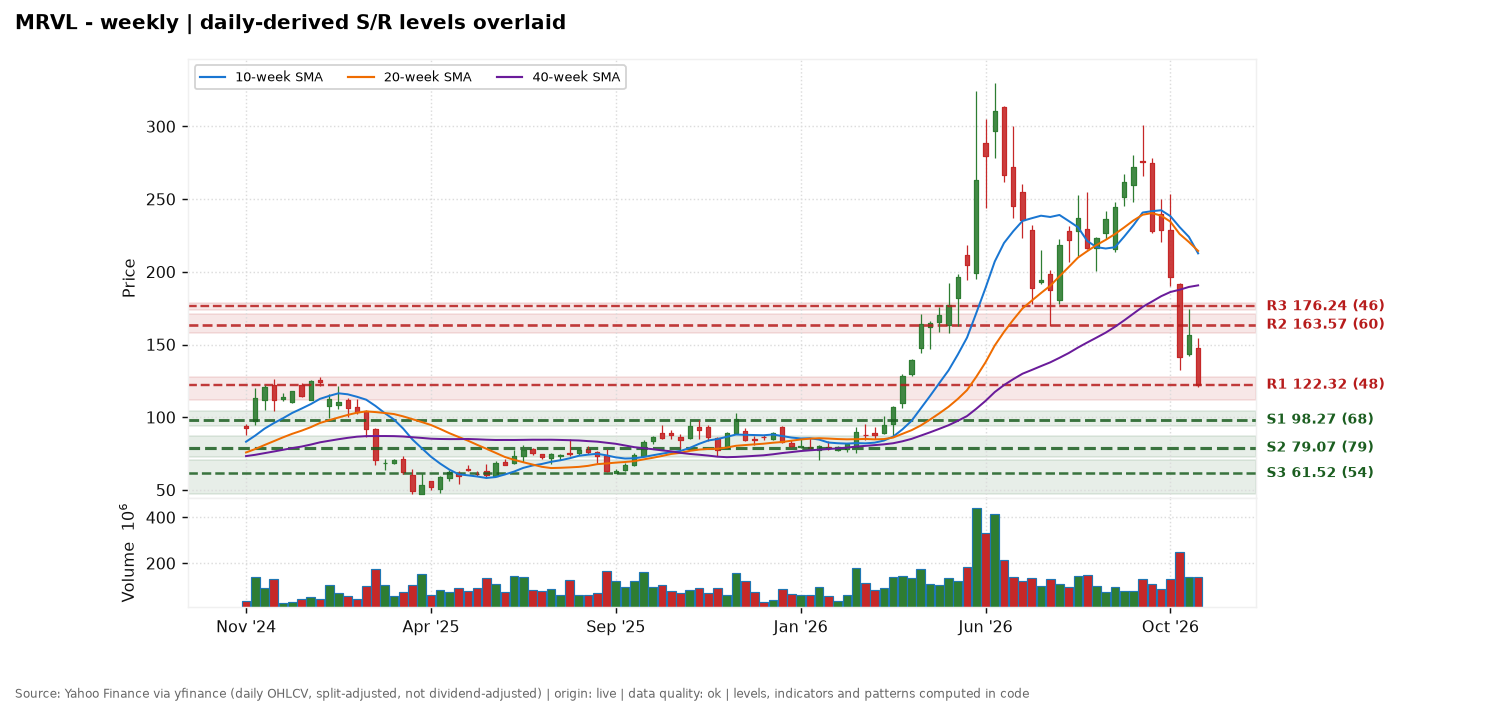 MRVL - weekly | daily-derived S/R levels overlaid
10-week SMA 20-week SMA 40-week SMA
Price
300
250
200
150
100
50
R3 176.24 (46)
R2 163.57 (60)
R1 122.32 (48)
S1 98.27 (68)
S2 79.07 (79)
S3 61.52 (54)
Volume 10^6
400
200
Nov '24 Apr '25 Sep '25 Jan '26 Jun '26 Oct '26
Source: Yahoo Finance via yfinance (daily OHLCV, split-adjusted, not dividend-adjusted) | origin: live | data quality: ok | levels, indicators and patterns computed in code